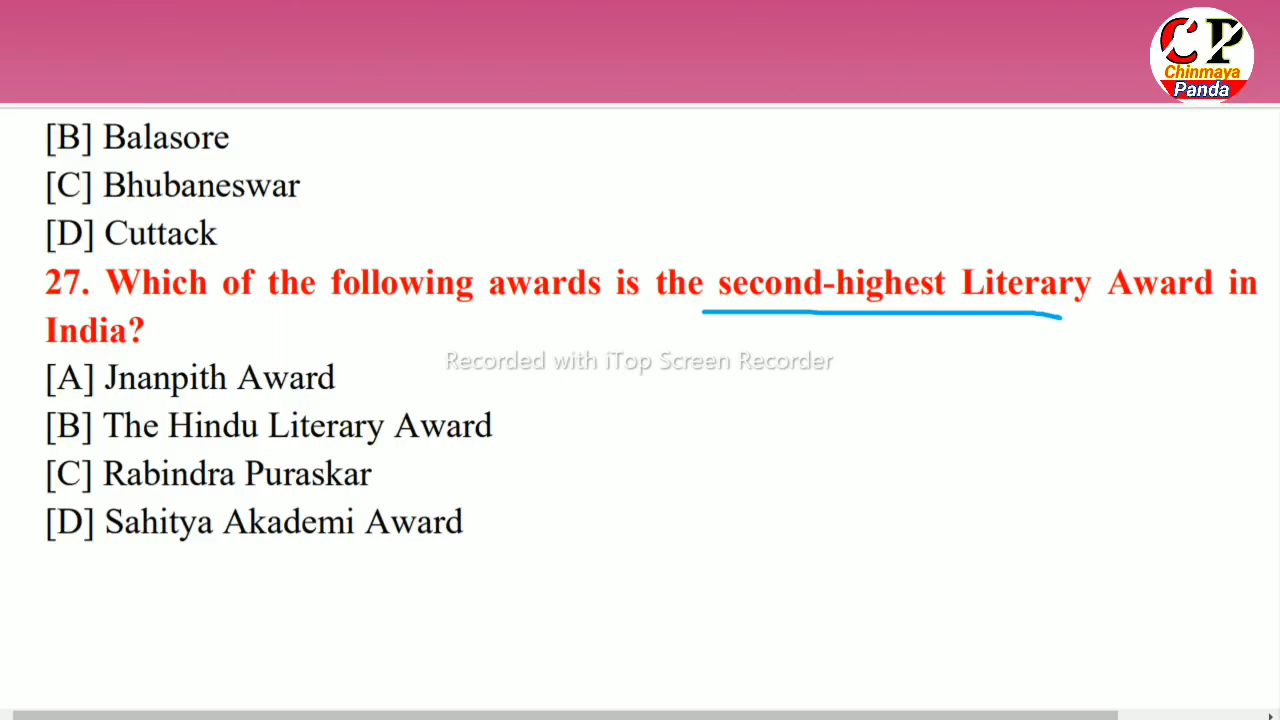 CP
Chinmaya
Panda
[B] Balasore
[C] Bhubaneswar
[D] Cuttack
27. Which of the following awards is the second-highest Literary Award in
India?
Recorded with iTop Screen Recorder
[A] Jnanpith Award
[B] The Hindu Literary Award
[C] Rabindra Puraskar
[D] Sahitya Akademi Award